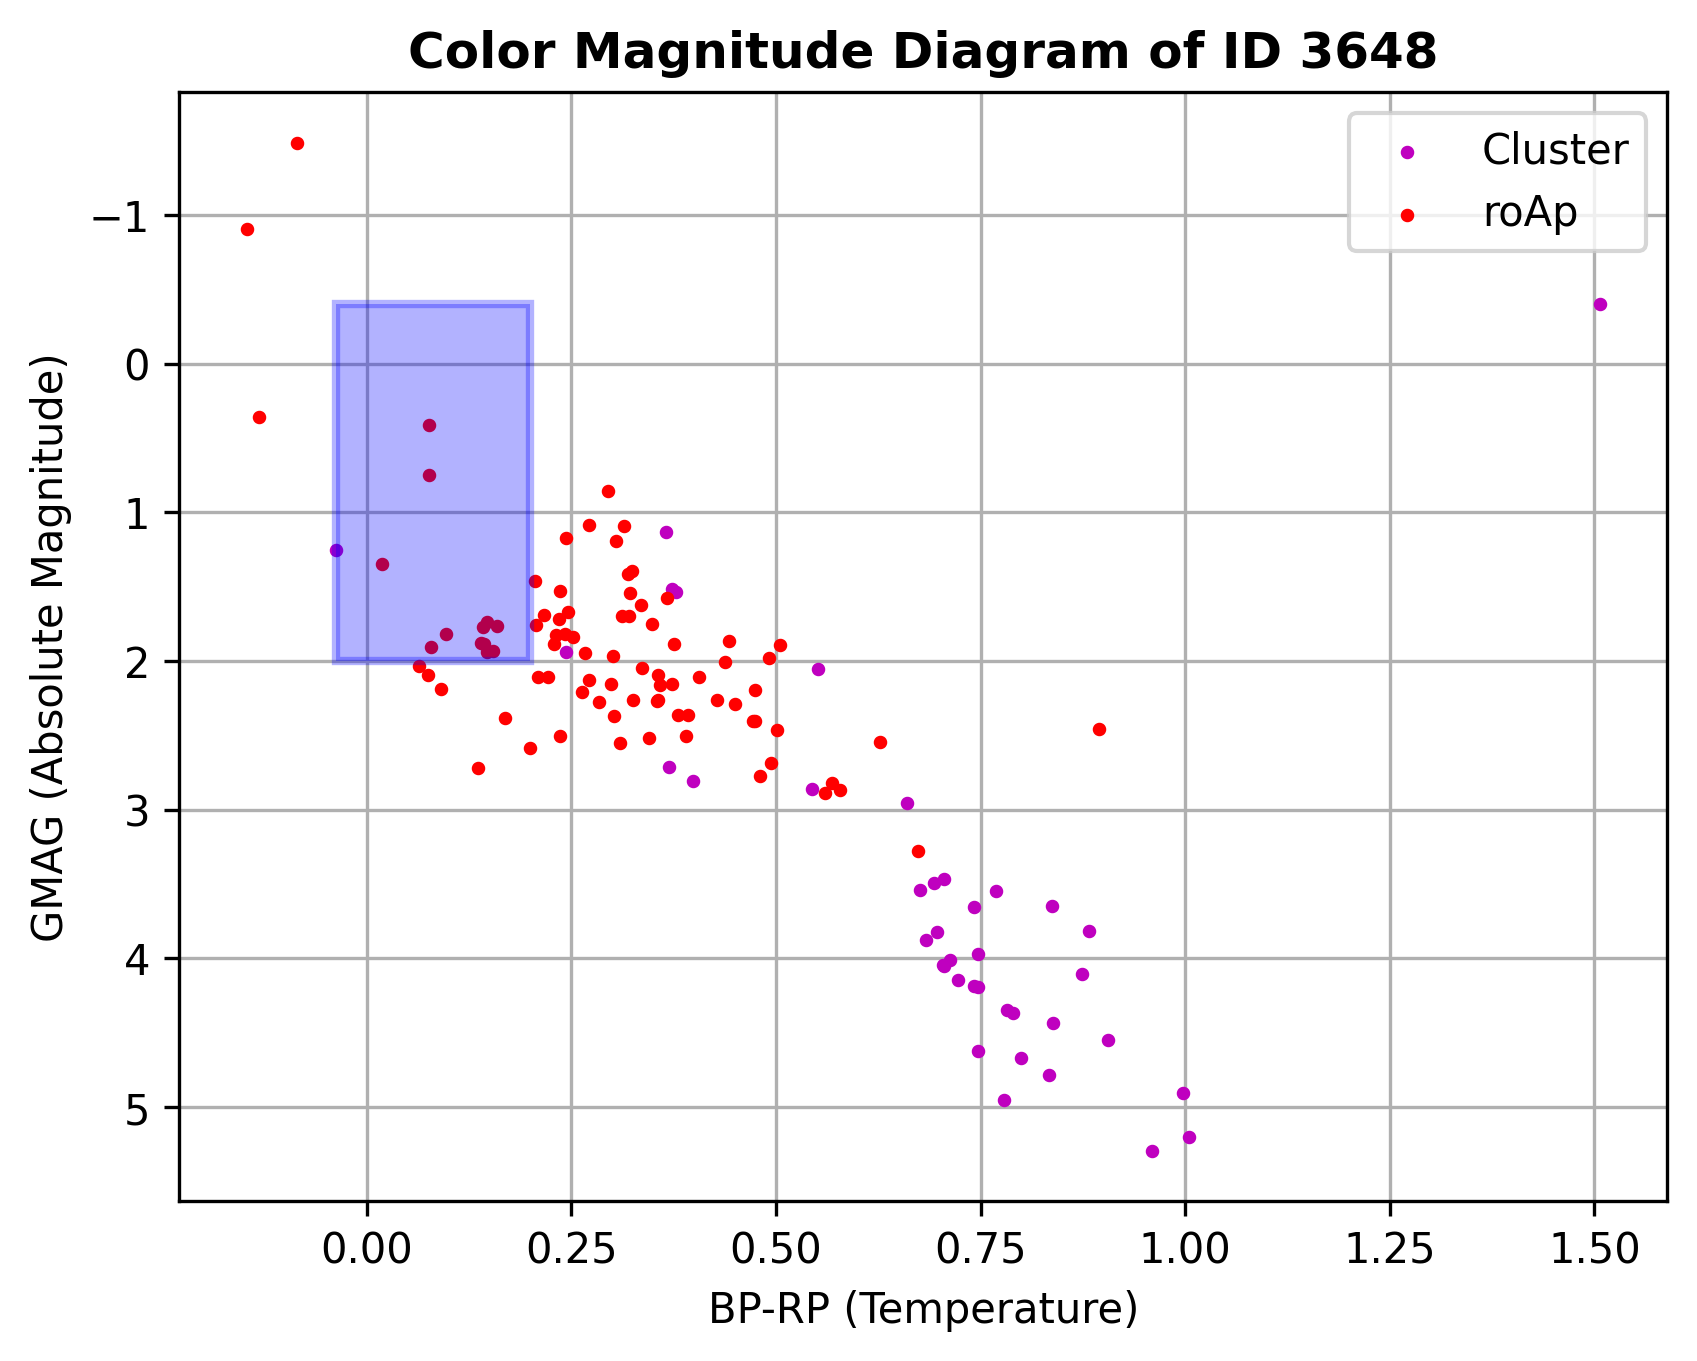 Color Magnitude Diagram of ID 3648
Cluster
roAp
−1
0
1
2
3
4
5
GMAG (Absolute Magnitude)
0.00 0.25 0.50 0.75 1.00 1.25 1.50
BP-RP (Temperature)